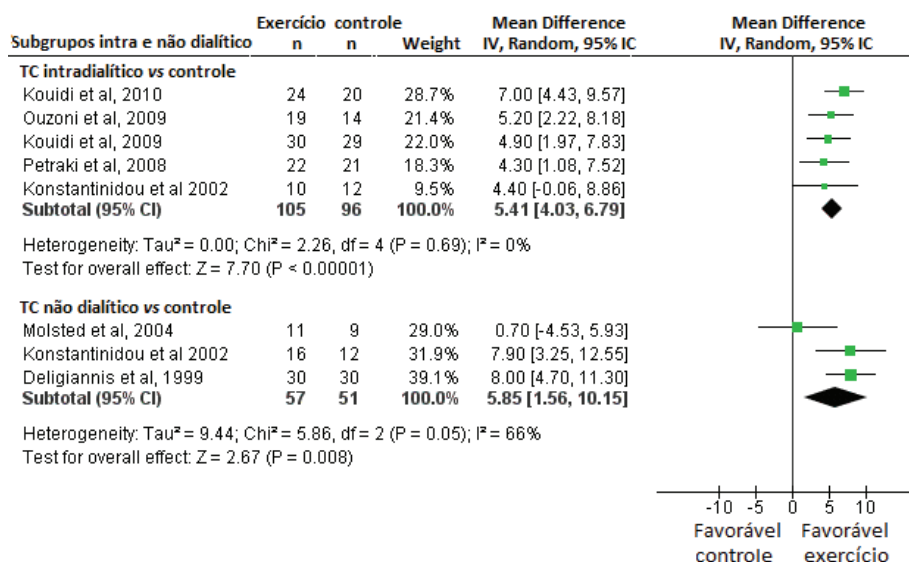 Exercício controle Mean Difference Mean Difference
Subgrupos intra e não dialítico n n Weight IV, Random, 95% IC IV, Random, 95% IC
TC intradialítico vs controle
Kouidi et al, 2010 24 20 28.7% 7.00 [4.43, 9.57]
Ouzoni et al, 2009 19 14 21.4% 5.20 [2.22, 8.18]
Kouidi et al, 2009 30 29 22.0% 4.90 [1.97, 7.83]
Petraki et al, 2008 22 21 18.3% 4.30 [1.08, 7.52]
Konstantinidou et al 2002 10 12 9.5% 4.40 [-0.06, 8.86]
Subtotal (95% CI) 105 96 100.0% 5.41 [4.03, 6.79]
Heterogeneity: Tau² = 0.00; Chi² = 2.26, df = 4 (P = 0.69); I² = 0%
Test for overall effect: Z = 7.70 (P < 0.00001)
TC não dialítico vs controle
Molsted et al, 2004 11 9 29.0% 0.70 [-4.53, 5.93]
Konstantinidou et al 2002 16 12 31.9% 7.90 [3.25, 12.55]
Deligiannis et al, 1999 30 30 39.1% 8.00 [4.70, 11.30]
Subtotal (95% CI) 57 51 100.0% 5.85 [1.56, 10.15]
Heterogeneity: Tau² = 9.44; Chi² = 5.86, df = 2 (P = 0.05); I² = 66%
Test for overall effect: Z = 2.67 (P = 0.008)
-10 -5 0 5 10
Favorável Favorável
controle exercício